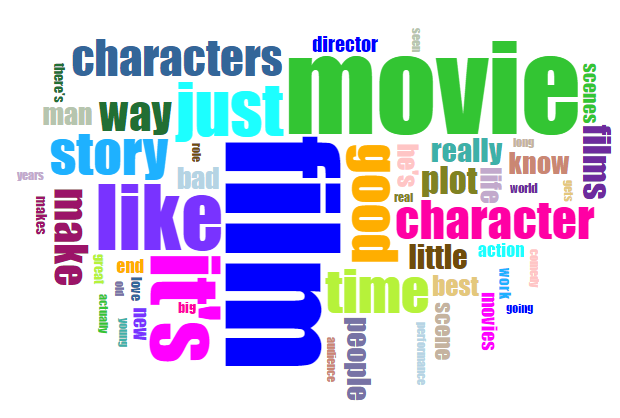 director
seen
characters
movie
there's
scenes
man
way
just
films
story
role
film
good
he's
really
long
know
years
bad
plot
life
world
gets
real
makes
make
like
character
little
action
comedy
great
end
it's
time
best
work
old
love
big
movies
going
actually
young
new
people
scene
performance
audience